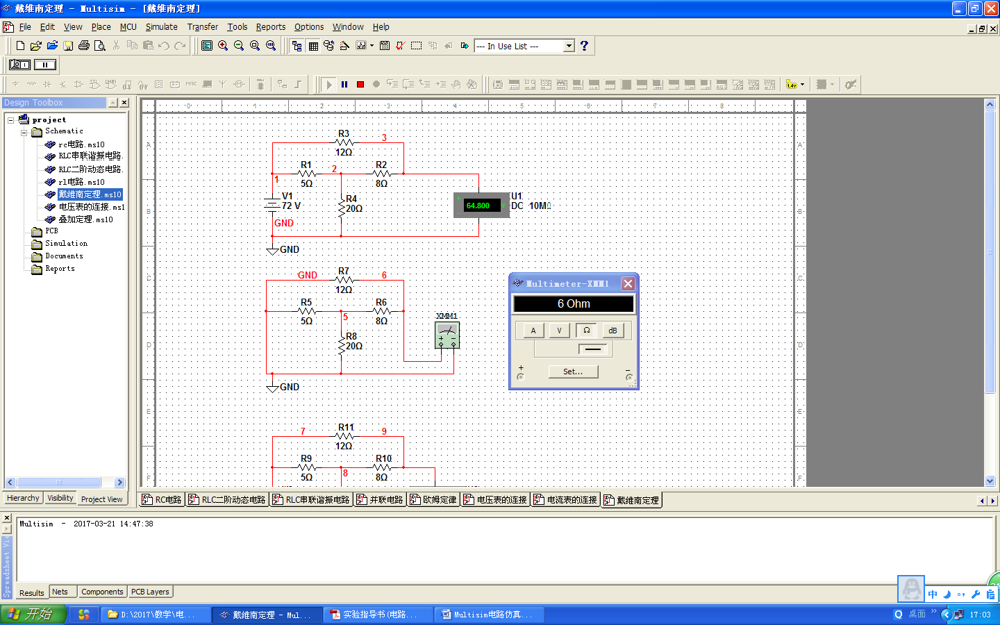 戴维南定理 - Multisim - [戴维南定理]
File Edit View Place MCU Simulate Transfer Tools Reports Options Window Help
--- In Use List ---
Design Toolbox
project
Schematic
rc电路.ms10
RLC串联谐振电路.
RLC二阶动态电路.
rl电路.ms10
戴维南定理.ms10
电压表的连接.ms1
叠加定理.ms10
PCB
Simulation
Documents
Reports
Hierarchy Visibility Project View
0 1 2 3 4 5 6 7 8
A A
B B
C C
D D
E E
F F
R3
3
12Ω
R1 2 R2
1 5Ω 8Ω
V1
72 V
R4
20Ω
GND
GND
64.800
U1
DC 10MΩ
GND R7 6
12Ω
R5 R6
5Ω 5 8Ω
R8
20Ω
XMM1
GND
Multimeter-XMM1
6 Ohm
A V Ω dB
+ Set... −
7 R11 9
12Ω
R9 R10
5Ω 8 8Ω
RC电路 RLC二阶动态电路 RLC串联谐振电路 并联电路 欧姆定律 电压表的连接 电流表的连接 戴维南定理
Multisim - 2017-03-21 14:47:38
Spreadsheet Vi
Results Nets Components PCB Layers
中
开始 D:\2017\教学\电... 戴维南定理 - Mul... 实验指导书(电路... Multisim电路仿真... 桌面 17:03